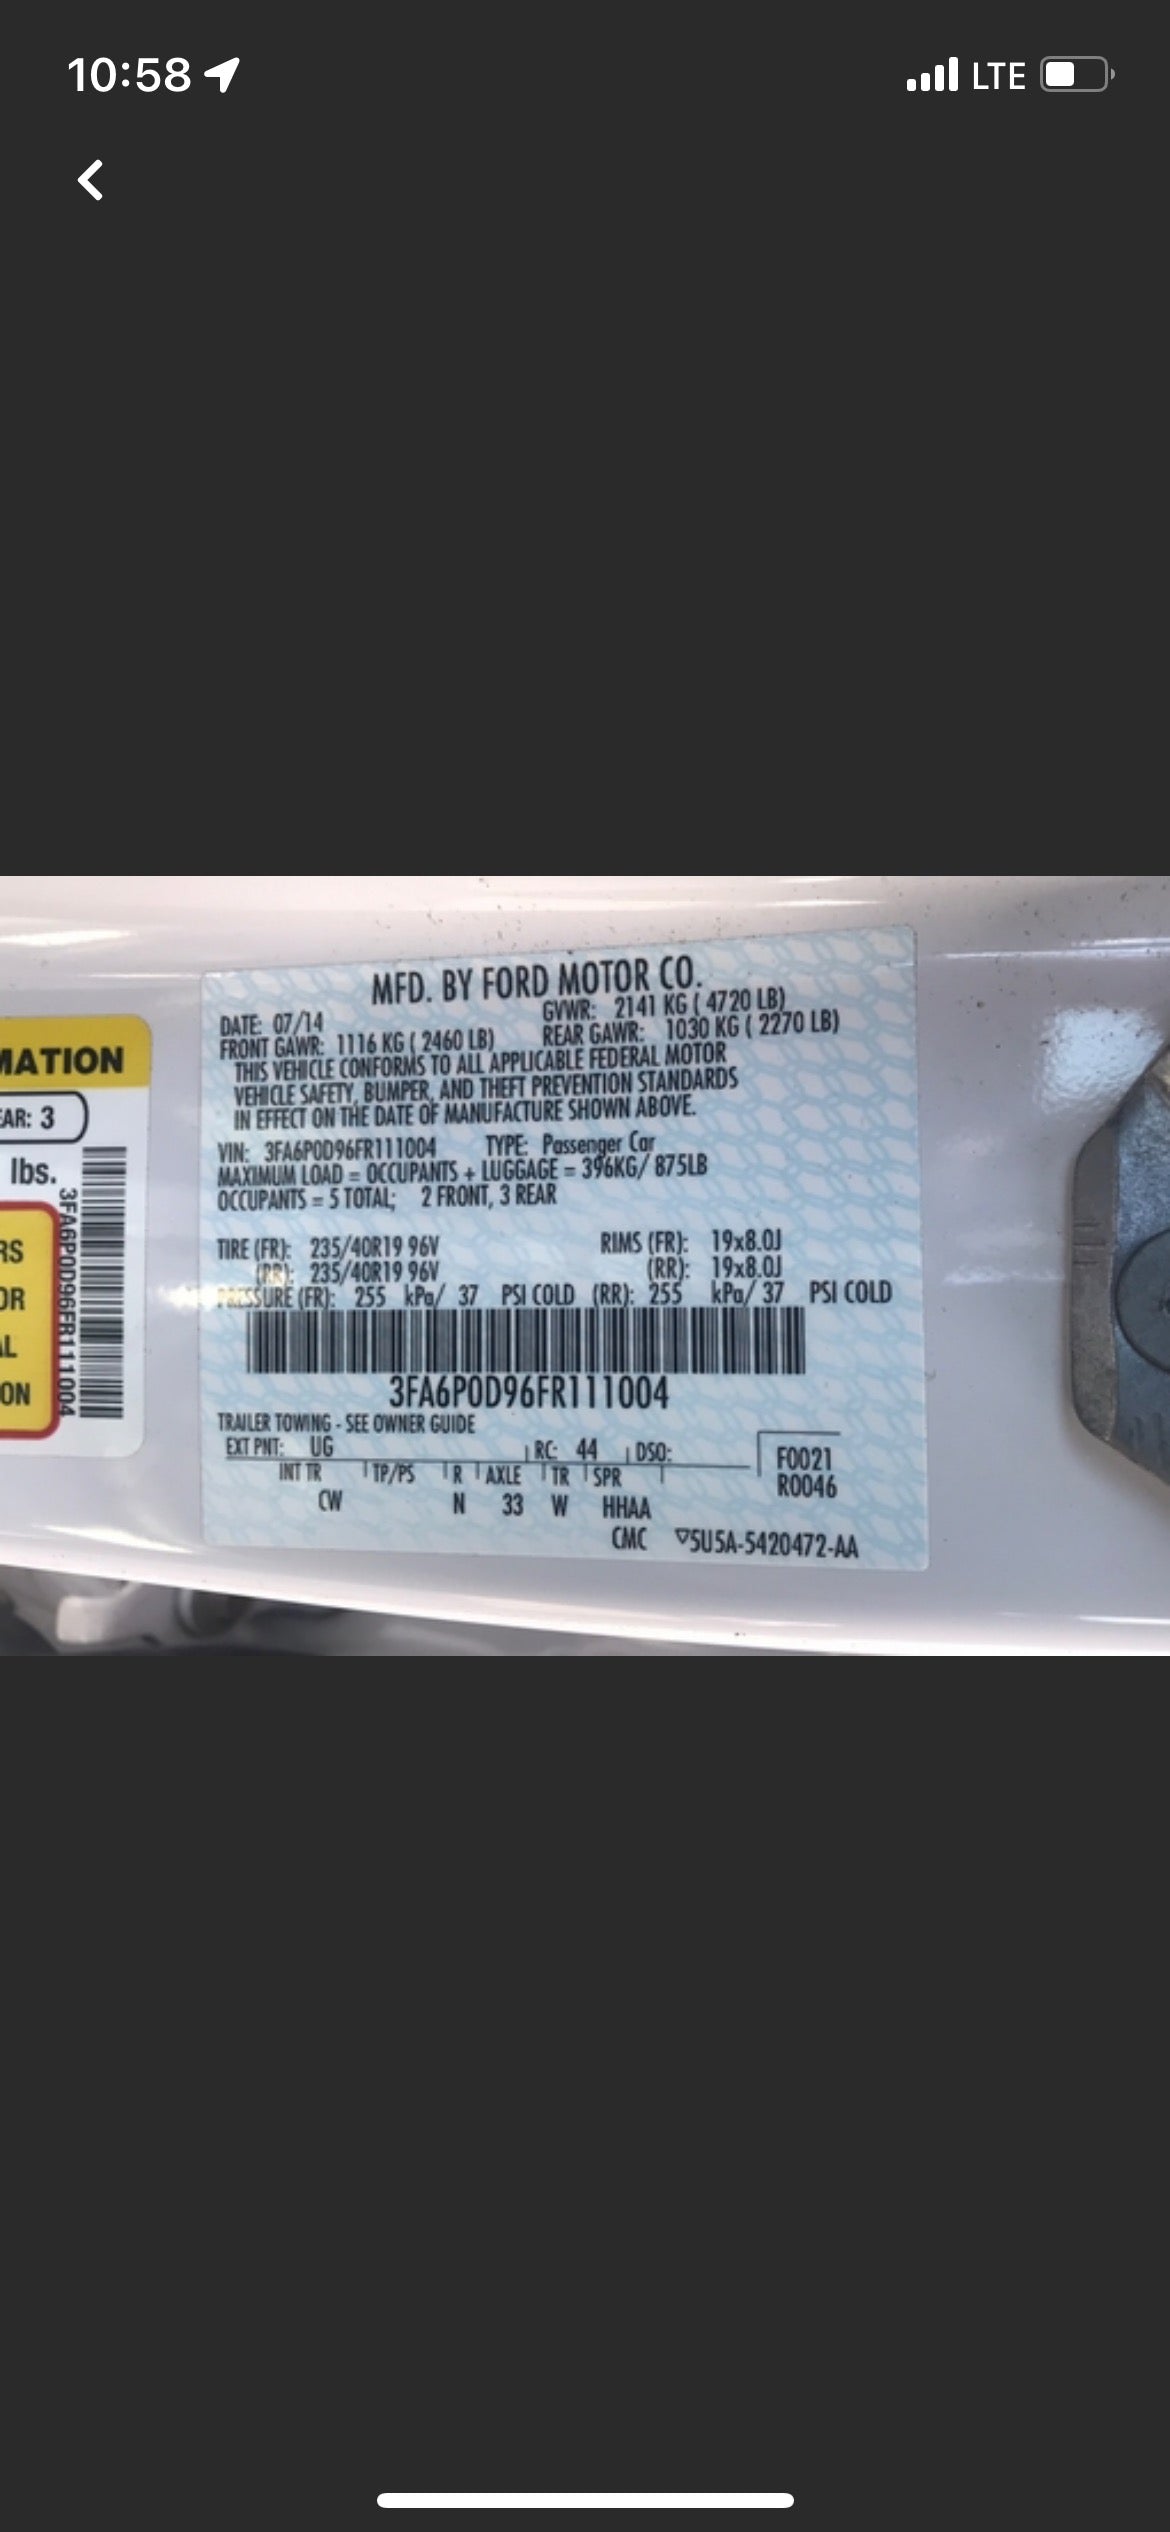 10:58
LTE
MFD. BY FORD MOTOR CO.
DATE: 07/14
GVWR: 2141 KG ( 4720 LB)
FRONT GAWR: 1116 KG ( 2460 LB)
REAR GAWR: 1030 KG ( 2270 LB)
THIS VEHICLE CONFORMS TO ALL APPLICABLE FEDERAL MOTOR
VEHICLE SAFETY, BUMPER, AND THEFT PREVENTION STANDARDS
IN EFFECT ON THE DATE OF MANUFACTURE SHOWN ABOVE.
VIN: 3FA6P0D96FR111004 TYPE: Passenger Car
MAXIMUM LOAD = OCCUPANTS + LUGGAGE = 396KG/ 875LB
OCCUPANTS = 5 TOTAL; 2 FRONT, 3 REAR
TIRE (FR): 235/40R19 96V RIMS (FR): 19x8.0J
(RR): 235/40R19 96V (RR): 19x8.0J
PRESSURE (FR): 255 kPa/ 37 PSI COLD (RR): 255 kPa/ 37 PSI COLD
3FA6P0D96FR111004
TRAILER TOWING - SEE OWNER GUIDE
EXT PNT: UG RC: 44 DSO:
INT TR TP/PS R AXLE TR SPR
CW N 33 W HHAA
F0021
R0046
CMC ▽5U5A-5420472-AA
MATION
EAR: 3
lbs.
3FA6P0D96FR111004
RS
OR
AL
ON